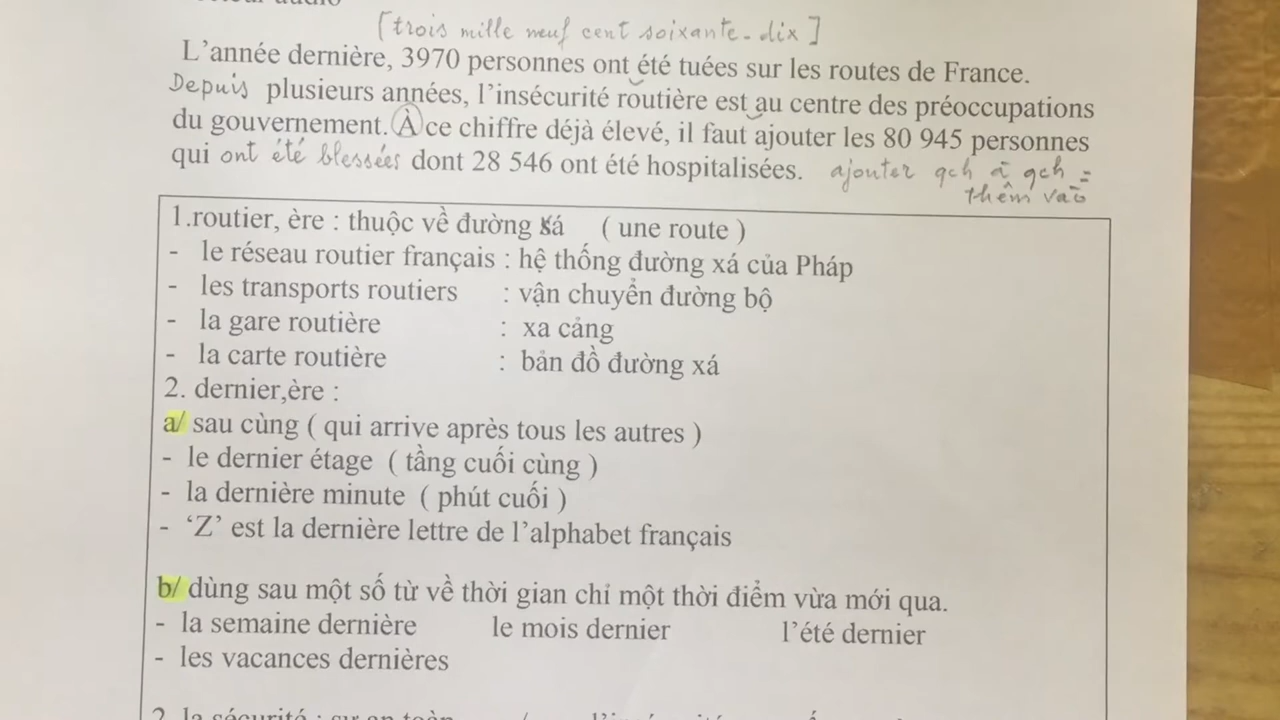 [trois mille neuf cent soixante-dix]
L'année dernière, 3970 personnes ont été tuées sur les routes de France.
Depuis plusieurs années, l'insécurité routière est au centre des préoccupations
du gouvernement. À ce chiffre déjà élevé, il faut ajouter les 80 945 personnes
qui ont été blessées dont 28 546 ont été hospitalisées. ajouter qch à qch =
thêm vào
1.routier, ère : thuộc về đường xá ( une route )
- le réseau routier français : hệ thống đường xá của Pháp
- les transports routiers : vận chuyển đường bộ
- la gare routière : xa cảng
- la carte routière : bản đồ đường xá
2. dernier,ère :
a/ sau cùng ( qui arrive après tous les autres )
- le dernier étage ( tầng cuối cùng )
- la dernière minute ( phút cuối )
- 'Z' est la dernière lettre de l'alphabet français
b/ dùng sau một số từ về thời gian chỉ một thời điểm vừa mới qua.
- la semaine dernière le mois dernier l'été dernier
- les vacances dernières